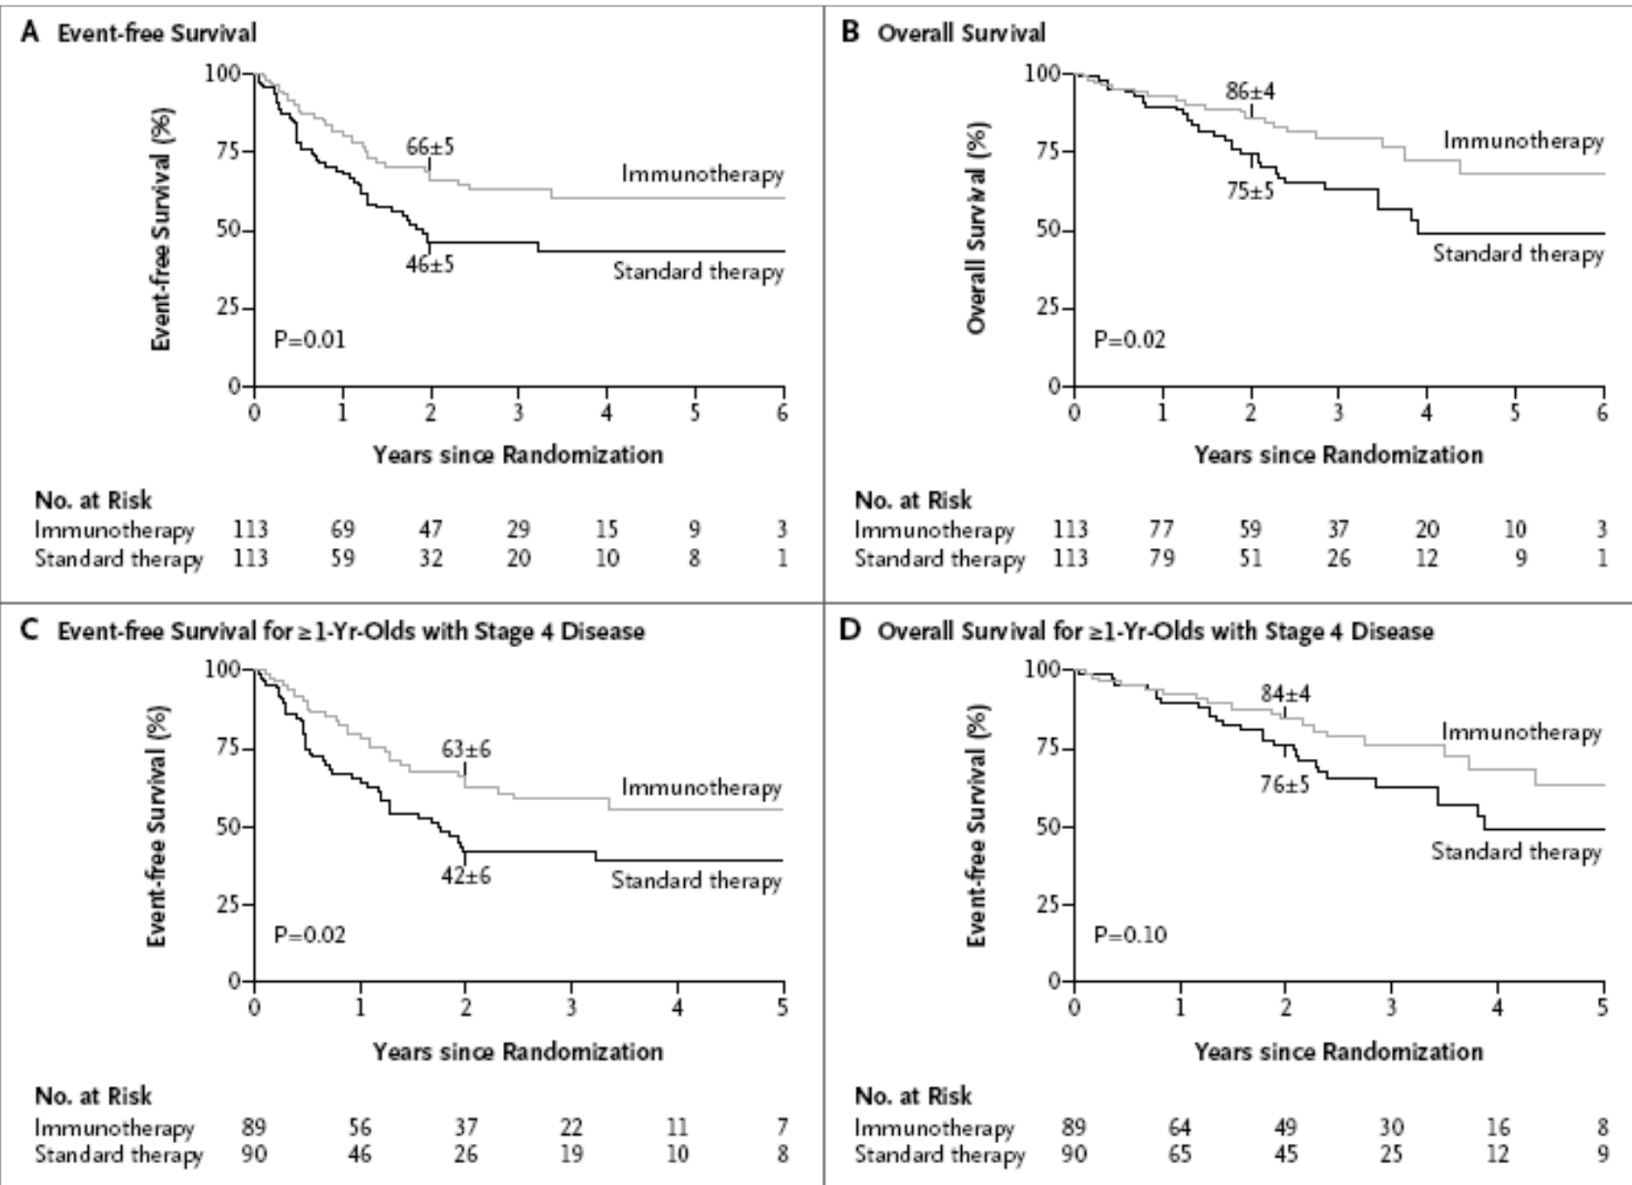 A Event-free Survival
100
75
50
25
0
Event-free Survival (%)
66±5
46±5
Immunotherapy
Standard therapy
P=0.01
0 1 2 3 4 5 6
Years since Randomization
No. at Risk
Immunotherapy 113 69 47 29 15 9 3
Standard therapy 113 59 32 20 10 8 1
B Overall Survival
100
75
50
25
0
Overall Survival (%)
86±4
75±5
Immunotherapy
Standard therapy
P=0.02
0 1 2 3 4 5 6
Years since Randomization
No. at Risk
Immunotherapy 113 77 59 37 20 10 3
Standard therapy 113 79 51 26 12 9 1
C Event-free Survival for ≥1-Yr-Olds with Stage 4 Disease
100
75
50
25
0
Event-free Survival (%)
63±6
42±6
Immunotherapy
Standard therapy
P=0.02
0 1 2 3 4 5
Years since Randomization
No. at Risk
Immunotherapy 89 56 37 22 11 7
Standard therapy 90 46 26 19 10 8
D Overall Survival for ≥1-Yr-Olds with Stage 4 Disease
100
75
50
25
0
Event-free Survival (%)
84±4
76±5
Immunotherapy
Standard therapy
P=0.10
0 1 2 3 4 5
Years since Randomization
No. at Risk
Immunotherapy 89 64 49 30 16 8
Standard therapy 90 65 45 25 12 9